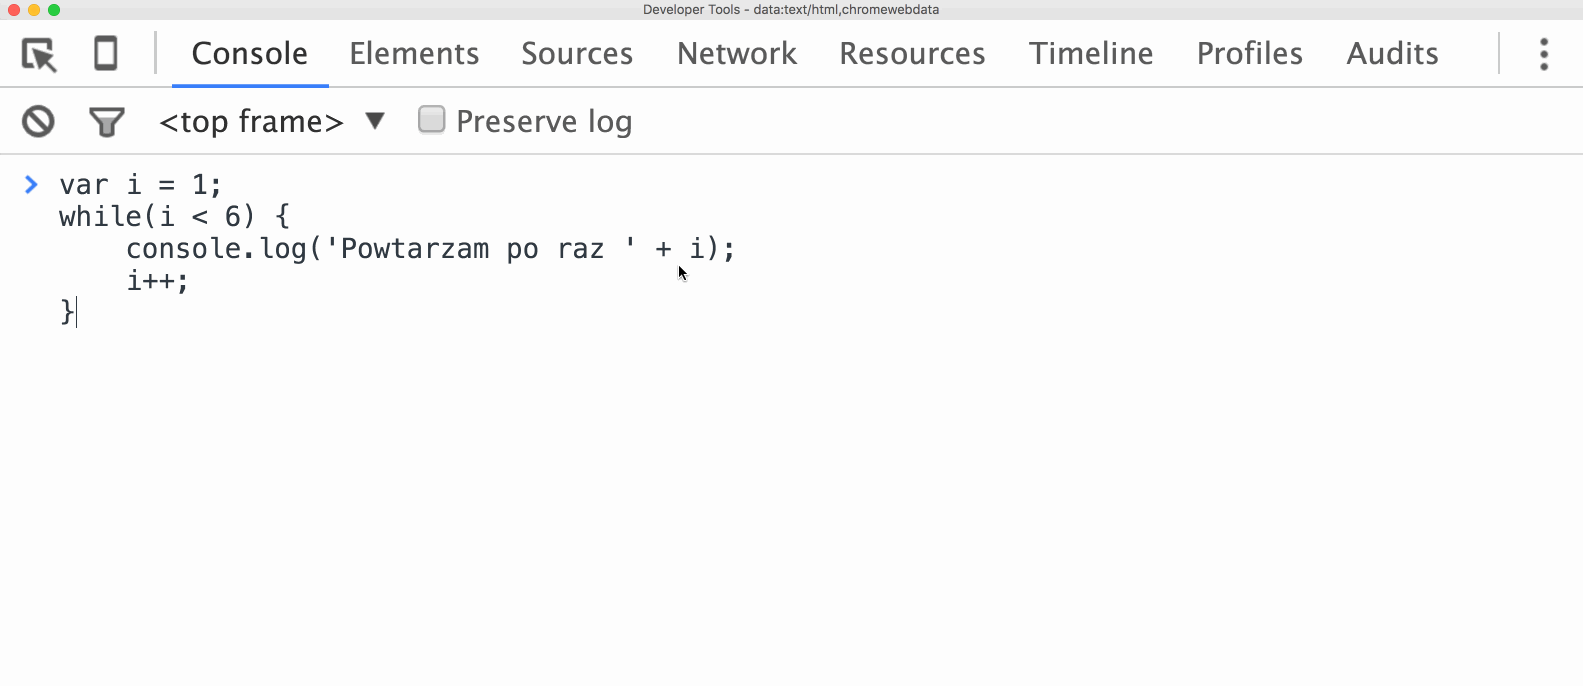 Developer Tools - data:text/html,chromewebdata
Console Elements Sources Network Resources Timeline Profiles Audits
<top frame> ▼ Preserve log
var i = 1;
while(i < 6) {
    console.log('Powtarzam po raz ' + i);
    i++;
}